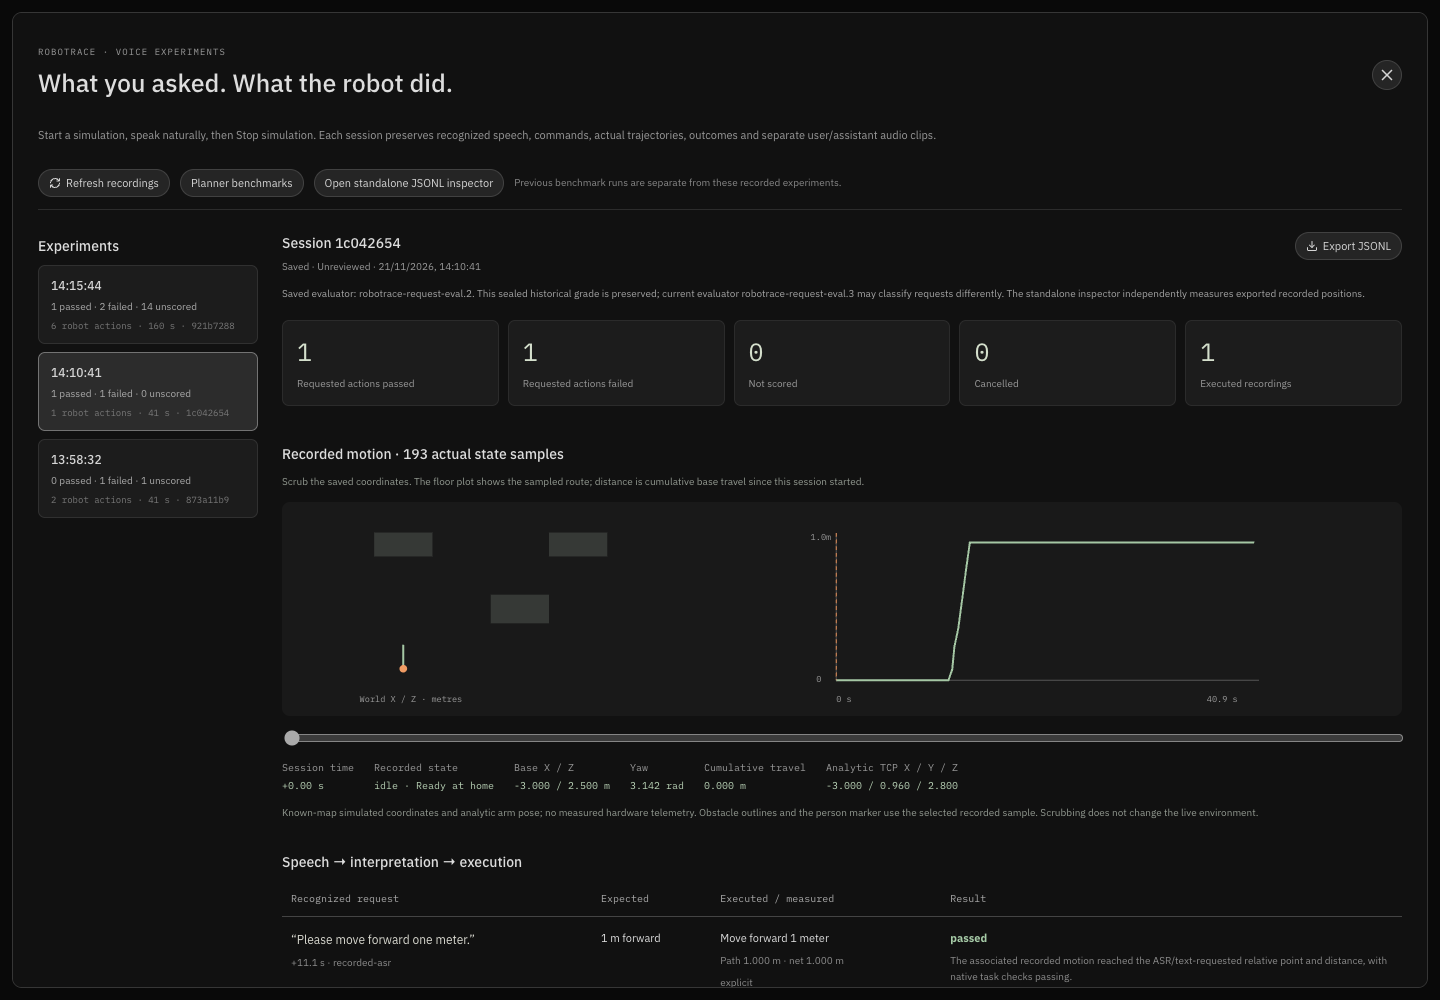 ROBOTRACE · VOICE EXPERIMENTS
What you asked. What the robot did.
Start a simulation, speak naturally, then Stop simulation. Each session preserves recognized speech, commands, actual trajectories, outcomes and separate user/assistant audio clips.
Refresh recordings
Planner benchmarks
Open standalone JSONL inspector
Previous benchmark runs are separate from these recorded experiments.
Experiments
14:15:44
1 passed · 2 failed · 14 unscored
6 robot actions · 160 s · 921b7288
14:10:41
1 passed · 1 failed · 0 unscored
1 robot actions · 41 s · 1c042654
13:58:32
0 passed · 1 failed · 1 unscored
2 robot actions · 41 s · 873a11b9
Session 1c042654
Export JSONL
Saved · Unreviewed · 21/11/2026, 14:10:41
Saved evaluator: robotrace-request-eval.2. This sealed historical grade is preserved; current evaluator robotrace-request-eval.3 may classify requests differently. The standalone inspector independently measures exported recorded positions.
1
Requested actions passed
1
Requested actions failed
0
Not scored
0
Cancelled
1
Executed recordings
Recorded motion · 193 actual state samples
Scrub the saved coordinates. The floor plot shows the sampled route; distance is cumulative base travel since this session started.
World X / Z · metres
1.0m
0
0 s
40.9 s
Session time
+0.00 s
Recorded state
idle · Ready at home
Base X / Z
-3.000 / 2.500 m
Yaw
3.142 rad
Cumulative travel
0.000 m
Analytic TCP X / Y / Z
-3.000 / 0.960 / 2.800
Known-map simulated coordinates and analytic arm pose; no measured hardware telemetry. Obstacle outlines and the person marker use the selected recorded sample. Scrubbing does not change the live environment.
Speech → interpretation → execution
Recognized request
Expected
Executed / measured
Result
“Please move forward one meter.”
+11.1 s · recorded-asr
1 m forward
Move forward 1 meter
Path 1.000 m · net 1.000 m
explicit
passed
The associated recorded motion reached the ASR/text-requested relative point and distance, with
native task checks passing.